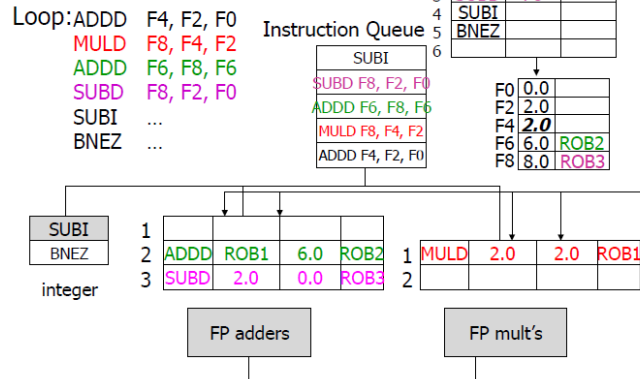 Loop: ADDD F4, F2, F0
MULD F8, F4, F2
ADDD F6, F8, F6
SUBD F8, F2, F0
SUBI ...
BNEZ ...
Instruction Queue
SUBI
SUBD F8, F2, F0
ADDD F6, F8, F6
MULD F8, F4, F2
ADDD F4, F2, F0
4 SUBI
5 BNEZ
6
F0 0.0
F2 2.0
F4 2.0
F6 6.0 ROB2
F8 8.0 ROB3
SUBI
BNEZ
integer
1
2 ADDD ROB1 6.0 ROB2
3 SUBD 2.0 0.0 ROB3
1 MULD 2.0 2.0 ROB1
2
FP adders
FP mult's